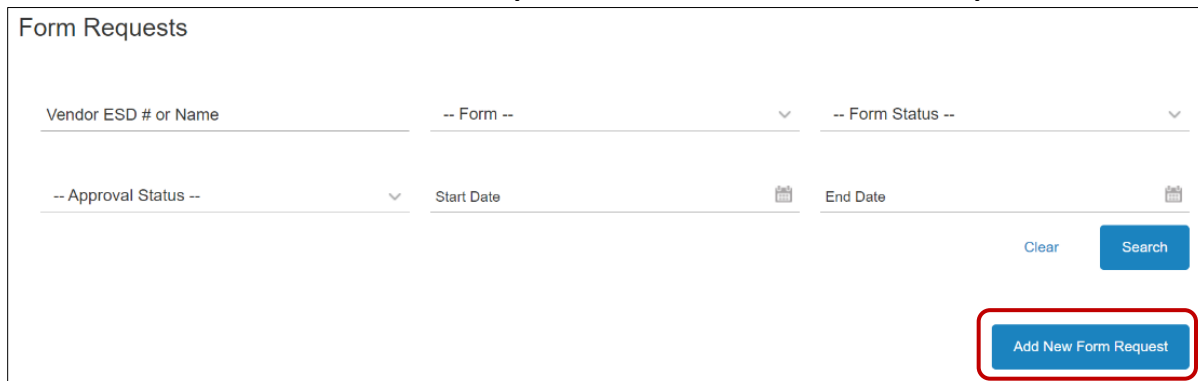 Form Requests
Vendor ESD # or Name
-- Form --
-- Form Status --
-- Approval Status --
Start Date
End Date
Clear
Search
Add New Form Request